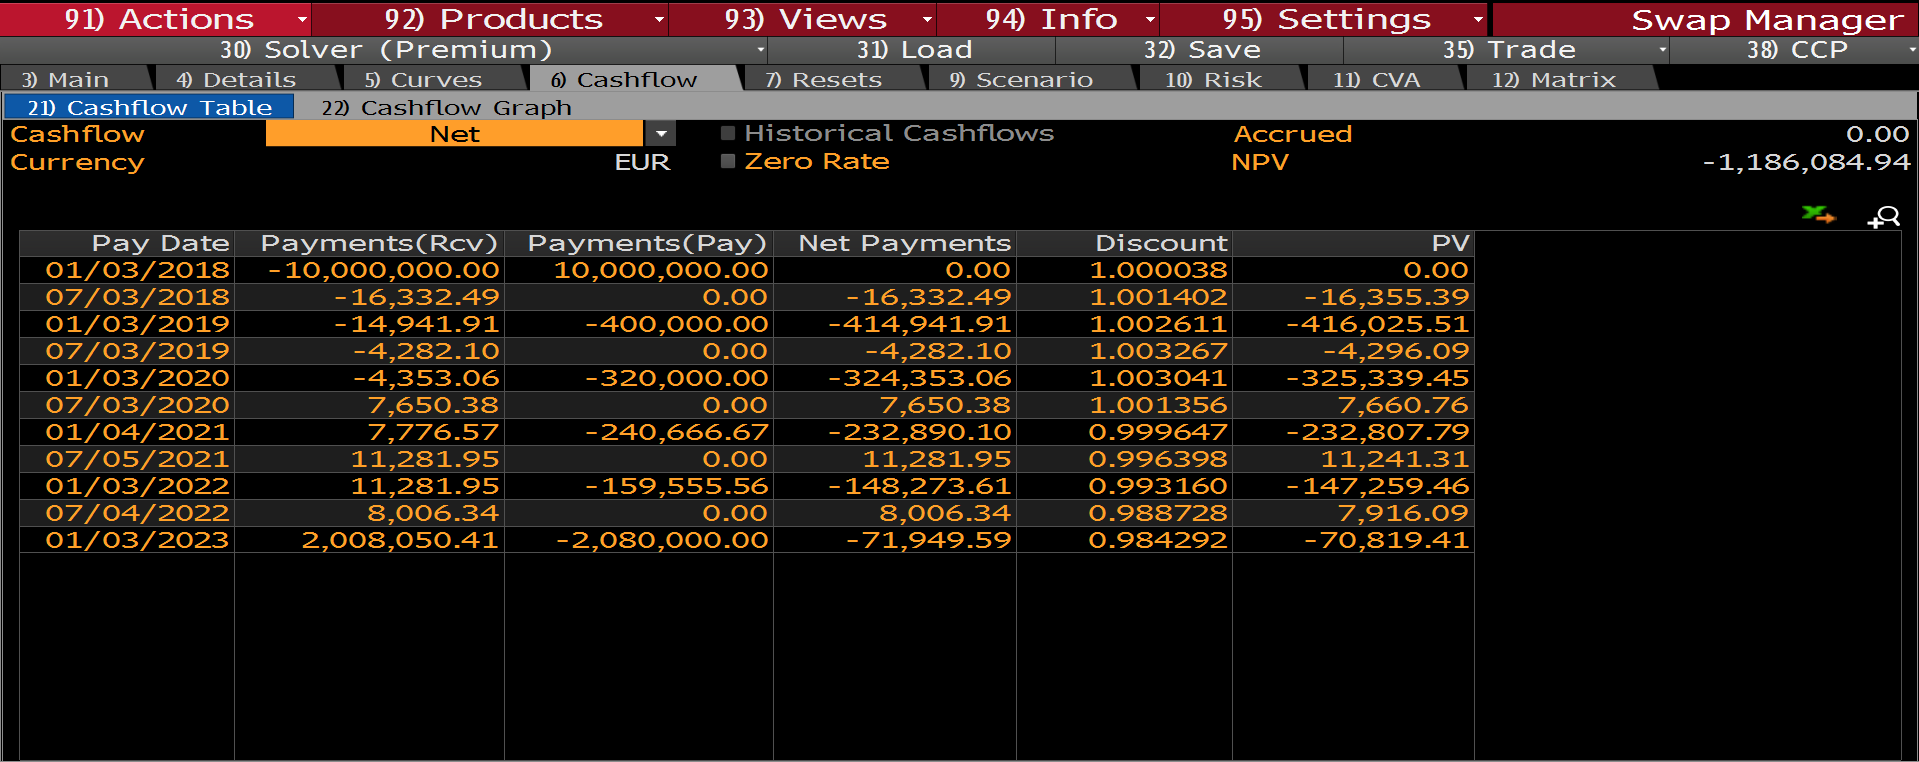 91) Actions 92) Products 93) Views 94) Info 95) Settings Swap Manager
30) Solver (Premium) 31) Load 32) Save 35) Trade 38) CCP
3) Main 4) Details 5) Curves 6) Cashflow 7) Resets 9) Scenario 10) Risk 11) CVA 12) Matrix
21) Cashflow Table 22) Cashflow Graph
Cashflow Net Historical Cashflows Accrued 0.00
Currency EUR Zero Rate NPV -1,186,084.94
Pay Date Payments(Rcv) Payments(Pay) Net Payments Discount PV
01/03/2018 -10,000,000.00 10,000,000.00 0.00 1.000038 0.00
07/03/2018 -16,332.49 0.00 -16,332.49 1.001402 -16,355.39
01/03/2019 -14,941.91 -400,000.00 -414,941.91 1.002611 -416,025.51
07/03/2019 -4,282.10 0.00 -4,282.10 1.003267 -4,296.09
01/03/2020 -4,353.06 -320,000.00 -324,353.06 1.003041 -325,339.45
07/03/2020 7,650.38 0.00 7,650.38 1.001356 7,660.76
01/04/2021 7,776.57 -240,666.67 -232,890.10 0.999647 -232,807.79
07/05/2021 11,281.95 0.00 11,281.95 0.996398 11,241.31
01/03/2022 11,281.95 -159,555.56 -148,273.61 0.993160 -147,259.46
07/04/2022 8,006.34 0.00 8,006.34 0.988728 7,916.09
01/03/2023 2,008,050.41 -2,080,000.00 -71,949.59 0.984292 -70,819.41